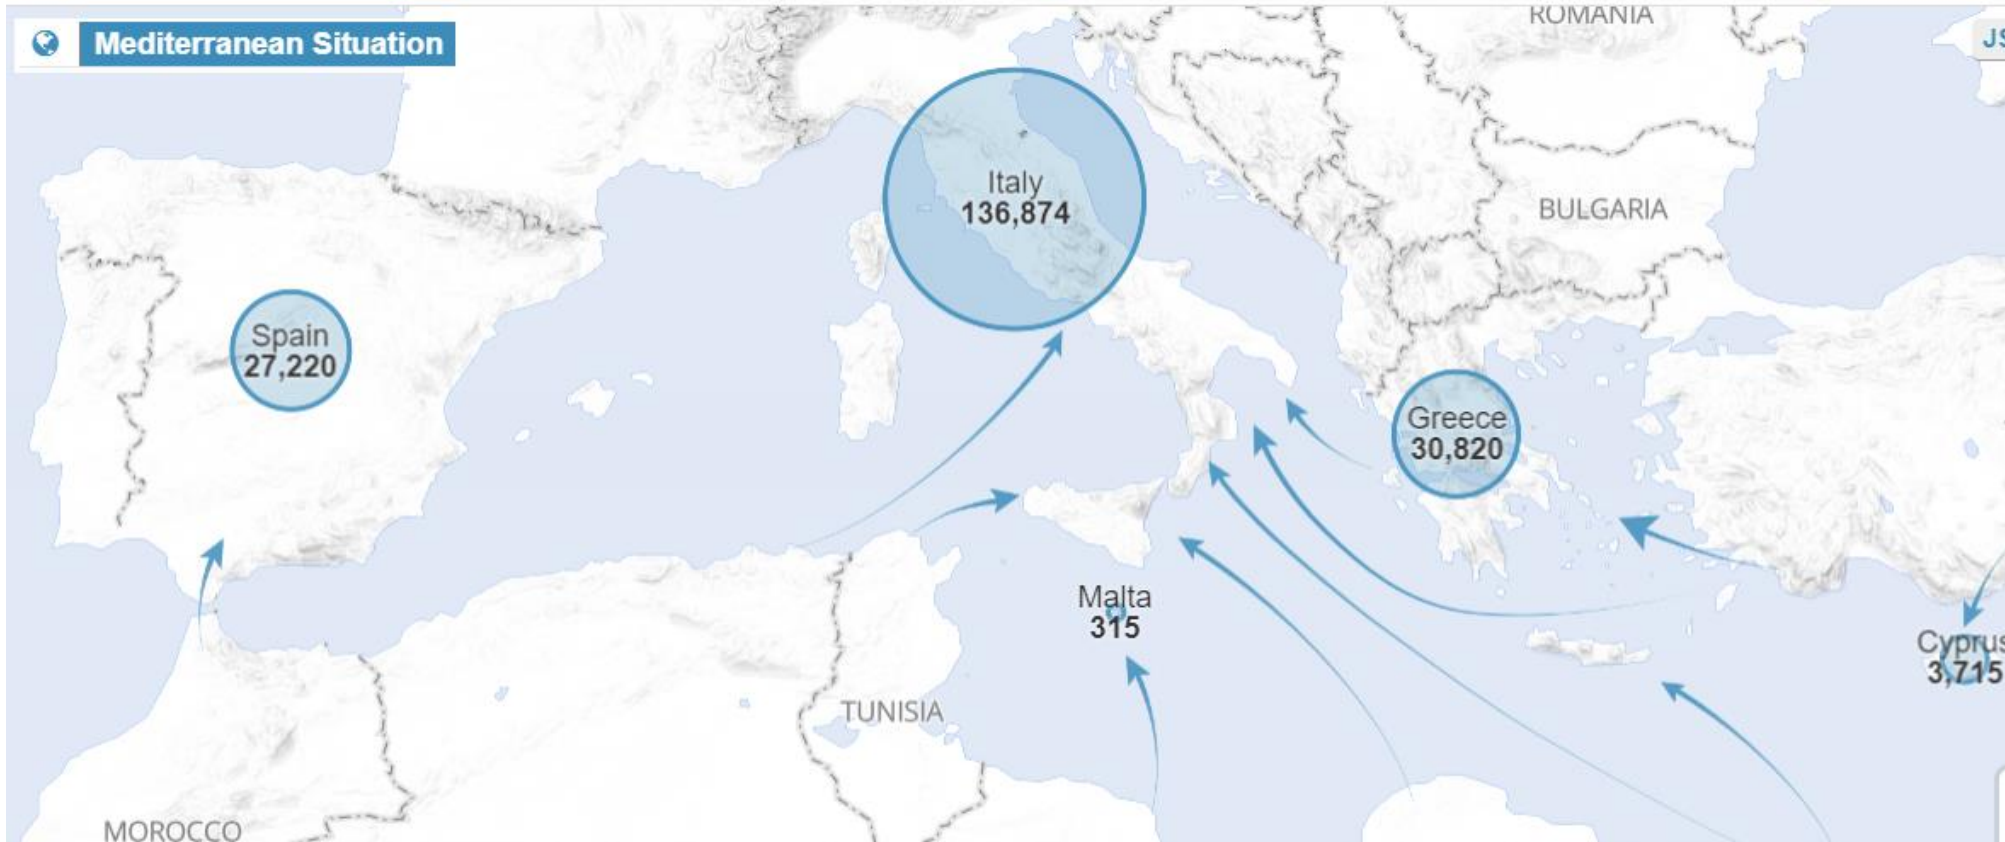 Mediterranean Situation
ROMANIA
JS
Italy
136,874
BULGARIA
Spain
27,220
Greece
30,820
Malta
315
Cyprus
3,715
TUNISIA
MOROCCO